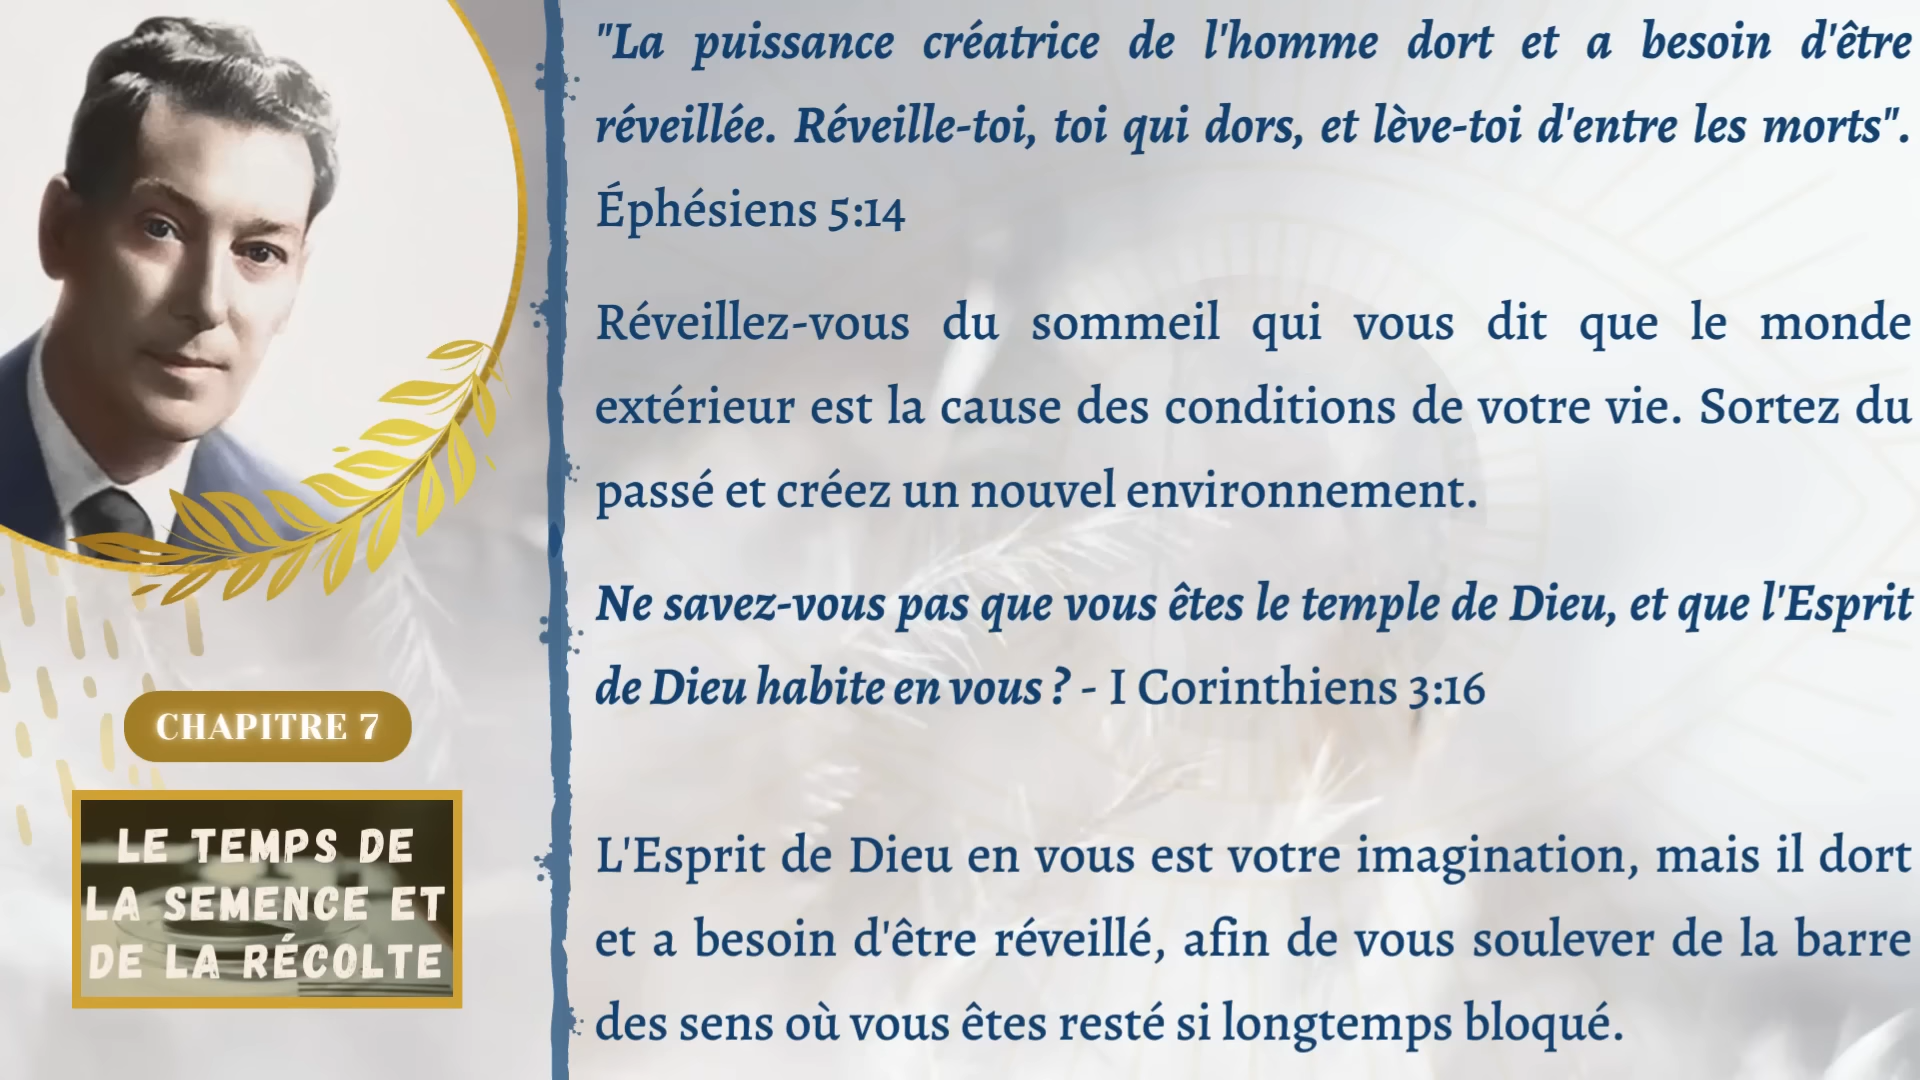 "La puissance créatrice de l'homme dort et a besoin d'être
réveillée. Réveille-toi, toi qui dors, et lève-toi d'entre les morts".
Éphésiens 5:14
Réveillez-vous du sommeil qui vous dit que le monde
extérieur est la cause des conditions de votre vie. Sortez du
passé et créez un nouvel environnement.
Ne savez-vous pas que vous êtes le temple de Dieu, et que l'Esprit
de Dieu habite en vous ? - I Corinthiens 3:16
L'Esprit de Dieu en vous est votre imagination, mais il dort
et a besoin d'être réveillé, afin de vous soulever de la barre
des sens où vous êtes resté si longtemps bloqué.
CHAPITRE 7
LE TEMPS DE
LA SEMENCE ET
DE LA RÉCOLTE